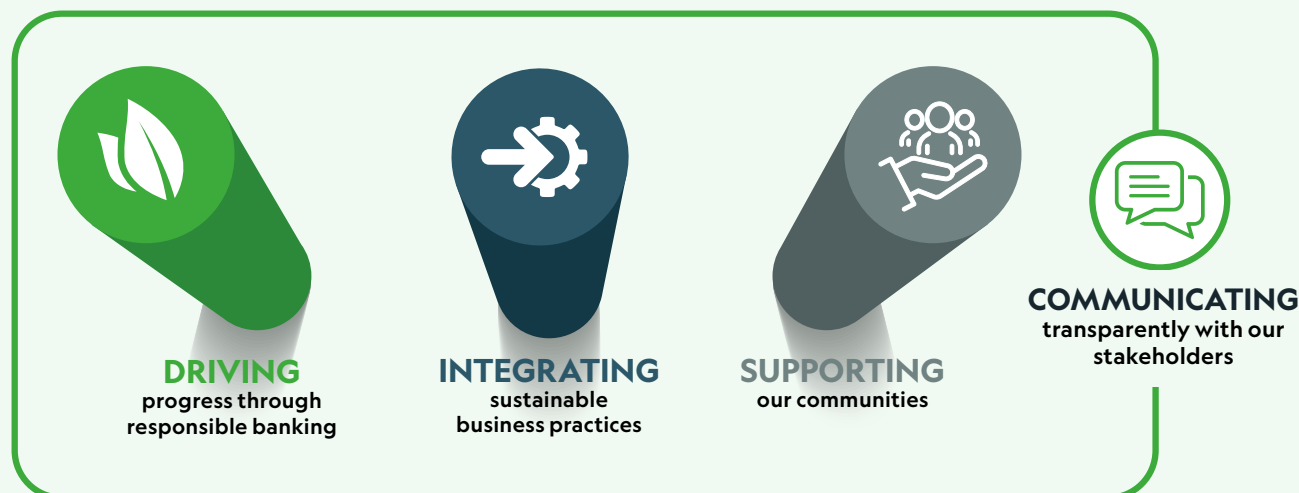 DRIVING
progress through
responsible banking
INTEGRATING
sustainable
business practices
SUPPORTING
our communities
COMMUNICATING
transparently with our
stakeholders